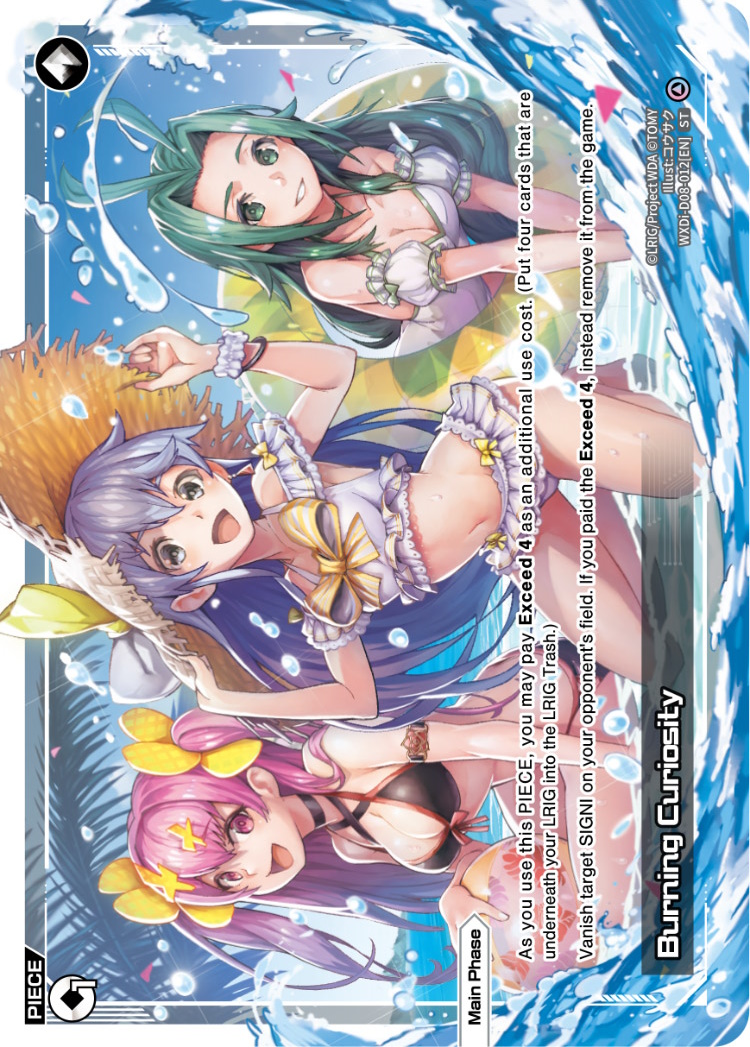 PIECE
1
Main Phase
As you use this PIECE, you may pay Exceed 4 as an additional use cost. (Put four cards that are
underneath your LRIG into the LRIG Trash.)
Vanish target SIGNI on your opponent's field. If you paid the Exceed 4, instead remove it from the game.
Burning Curiosity
©LRIG/Project WDA ©TOMY
Illust:コウサク
WXDi-D08-012[EN] ST